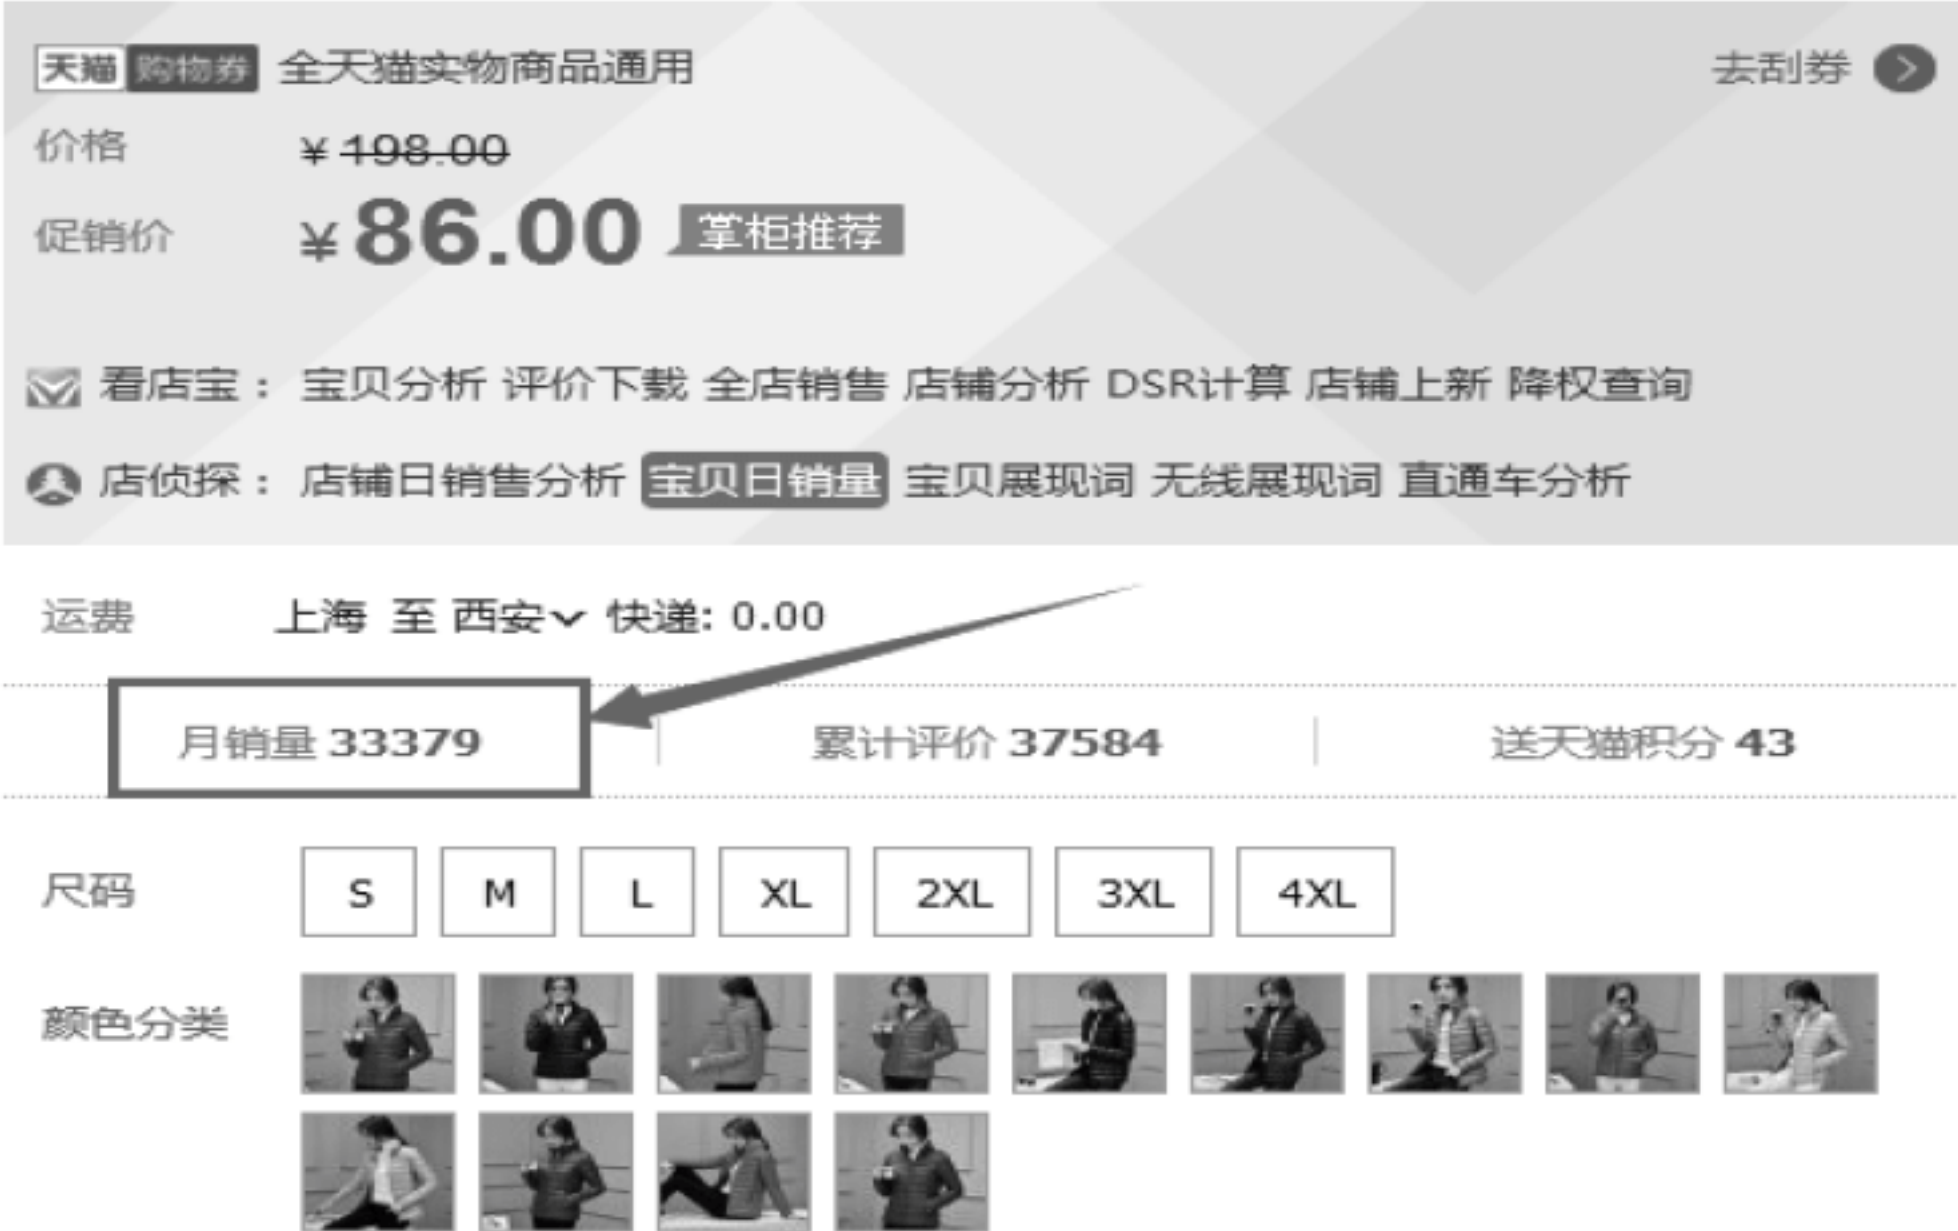 天猫 购物券 全天猫实物商品通用 去刮券
价格 ¥198.00
促销价 ¥86.00 掌柜推荐
看店宝： 宝贝分析 评价下载 全店销售 店铺分析 DSR计算 店铺上新 降权查询
店侦探： 店铺日销售分析 宝贝日销量 宝贝展现词 无线展现词 直通车分析
运费 上海 至 西安 快递: 0.00
月销量 33379 累计评价 37584 送天猫积分 43
尺码 S M L XL 2XL 3XL 4XL
颜色分类